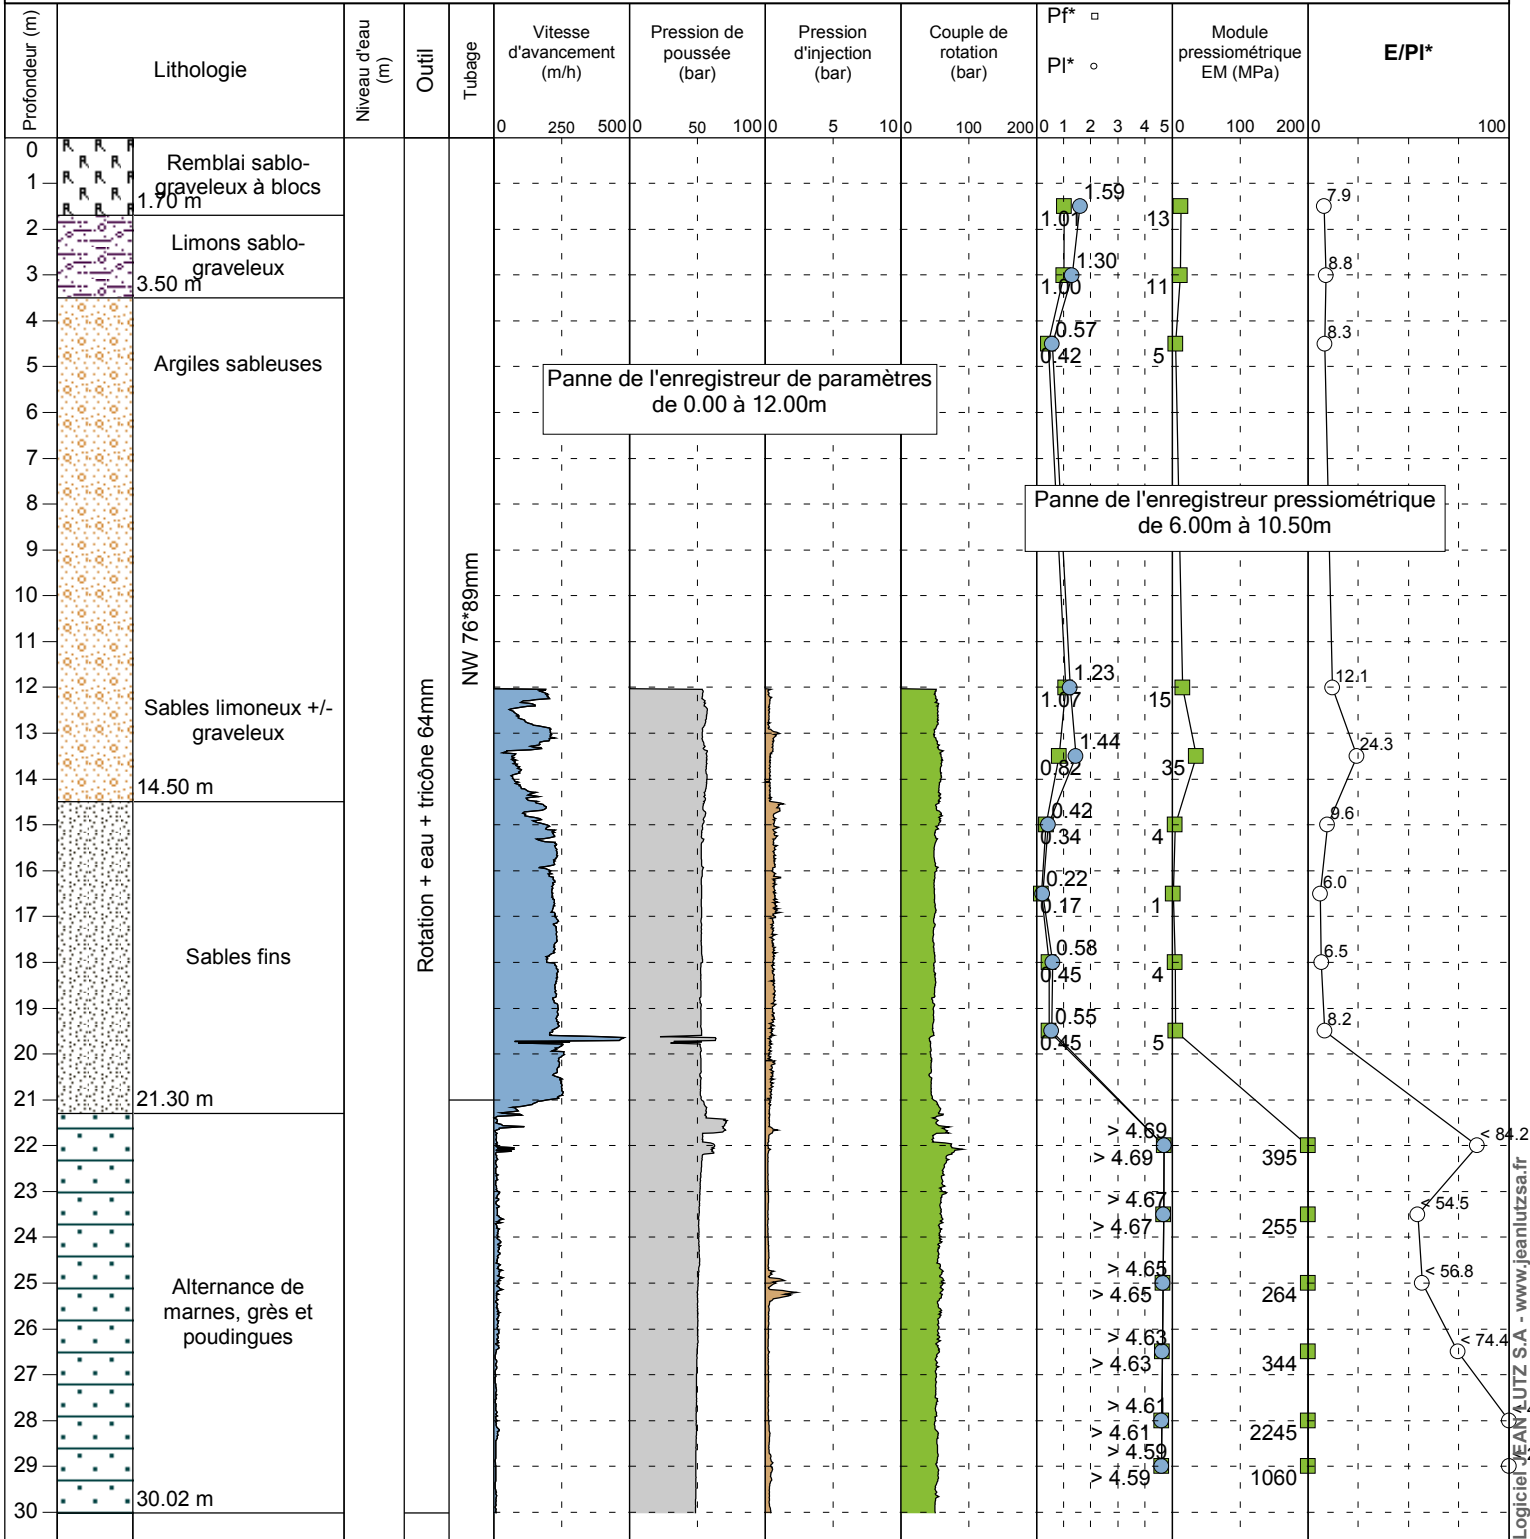 Profondeur (m)
Lithologie
Niveau d'eau
(m)
Outil
Tubage
Vitesse
d'avancement
(m/h)
Pression de
poussée
(bar)
Pression
d'injection
(bar)
Couple de
rotation
(bar)
Pf*
Pl*
Module
pressiométrique
EM (MPa)
E/Pl*
0 250 500
0 50 100
0 5 10
0 100 200
0 1 2 3 4 5
0 100 200
0 100
0
1
2
3
4
5
6
7
8
9
10
11
12
13
14
15
16
17
18
19
20
21
22
23
24
25
26
27
28
29
30
Remblai sablo-
graveleux à blocs
1.70 m
Limons sablo-
graveleux
3.50 m
Argiles sableuses
Sables limoneux +/-
graveleux
14.50 m
Sables fins
21.30 m
Alternance de
marnes, grès et
poudingues
30.02 m
Rotation + eau + tricône 64mm
NW 76*89mm
Panne de l'enregistreur de paramètres
de 0.00 à 12.00m
Panne de l'enregistreur pressiométrique
de 6.00m à 10.50m
1.59
1.01
13
7.9
1.30
1.00
11
8.8
0.57
0.42
5
8.3
1.23
1.07
15
12.1
1.44
0.82
35
24.3
0.42
0.34
4
9.6
0.22
0.17
1
6.0
0.58
0.45
4
6.5
0.55
0.45
5
8.2
> 4.69
> 4.69
395
< 84.2
> 4.67
> 4.67
255
< 54.5
> 4.65
> 4.65
264
< 56.8
> 4.63
> 4.63
344
< 74.4
> 4.61
> 4.61
2245
> 4.59
> 4.59
1060
Logiciel JEAN LUTZ S.A - www.jeanlutzsa.fr